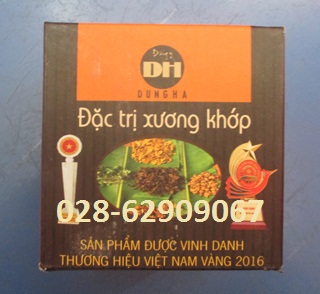 Dung
DH
DUNGHA
Đặc trị xương khớp
028-62909067
SẢN PHẨM ĐƯỢC VINH DANH
THƯƠNG HIỆU VIỆT NAM VÀNG 2016